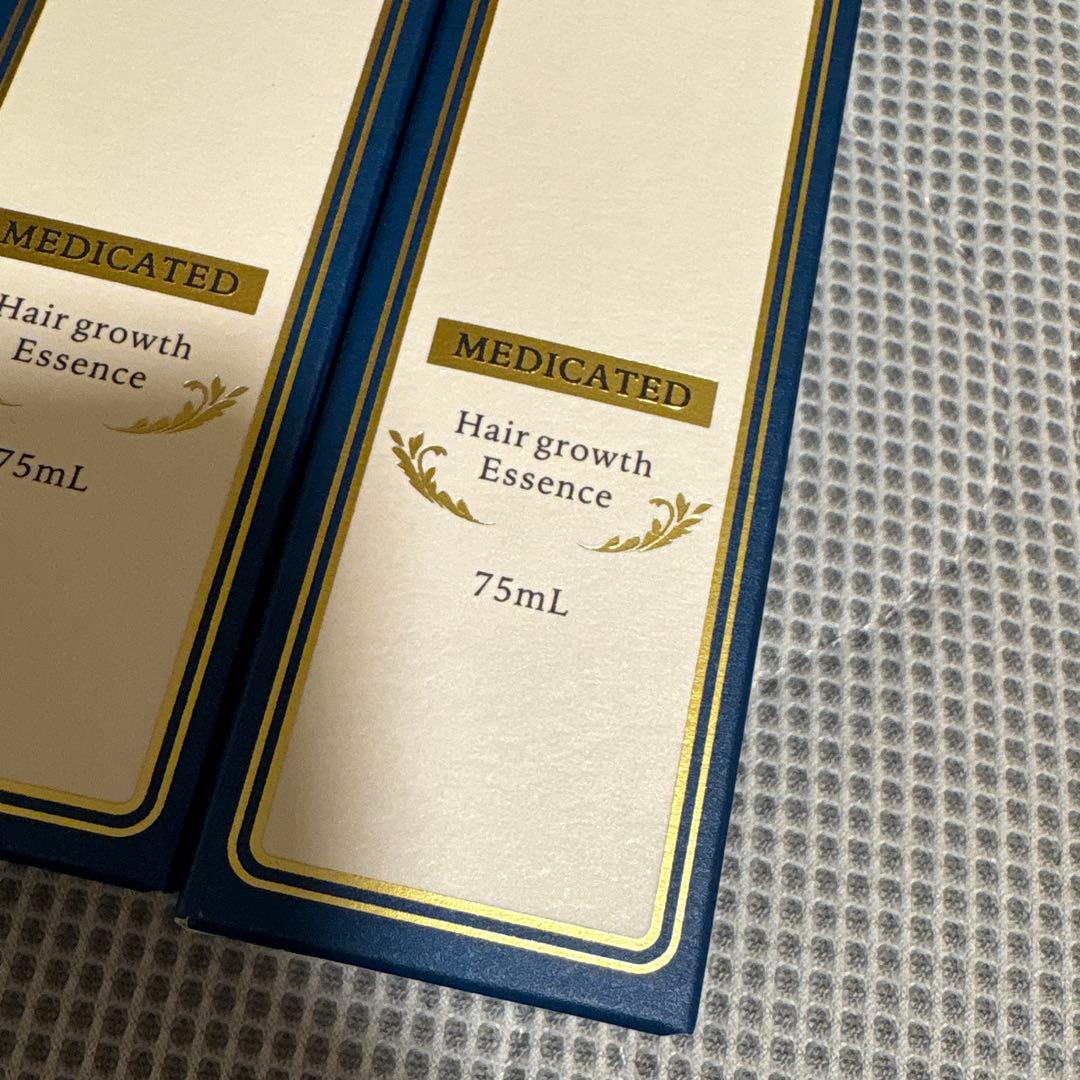 MEDICATED
Hair growth
Essence
75mL
MEDICATED
Hair growth
Essence
75mL